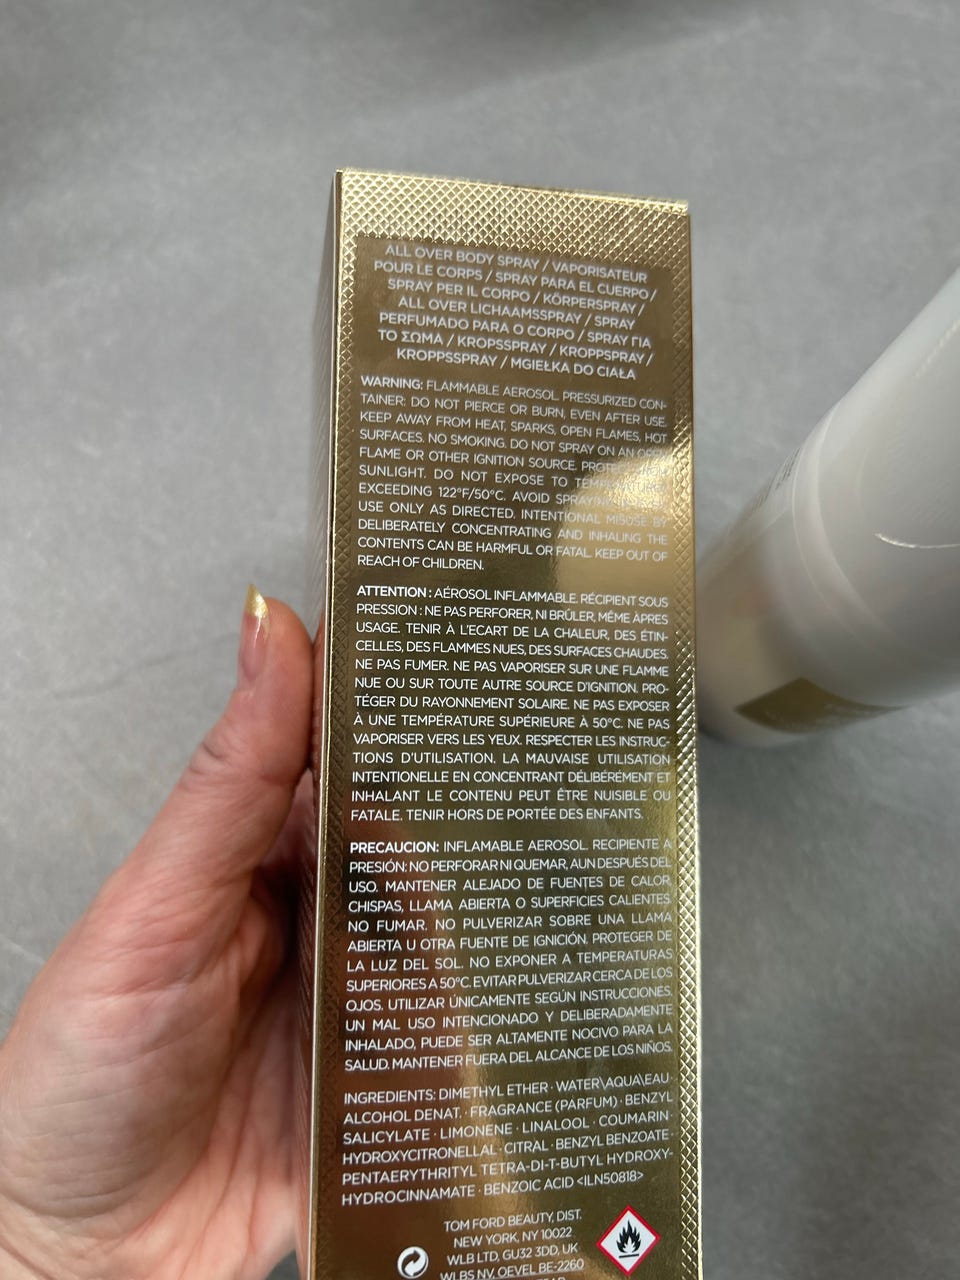 ALL OVER BODY SPRAY / VAPORISATEUR
POUR LE CORPS / SPRAY PARA EL CUERPO /
SPRAY PER IL CORPO / KÖRPERSPRAY /
ALL OVER LICHAAMSSPRAY / SPRAY
PERFUMADO PARA O CORPO / SPRAY ΓΙΑ
ΤΟ ΣΩΜΑ / KROPSSPRAY / KROPPSPRAY /
KROPPSSPRAY / MGIEŁKA DO CIAŁA
WARNING: FLAMMABLE AEROSOL. PRESSURIZED CON-
TAINER: DO NOT PIERCE OR BURN, EVEN AFTER USE.
KEEP AWAY FROM HEAT, SPARKS, OPEN FLAMES, HOT
SURFACES. NO SMOKING. DO NOT SPRAY ON AN OPEN
FLAME OR OTHER IGNITION SOURCE.
SUNLIGHT. DO NOT EXPOSE TO TEMPERATURES
EXCEEDING 122°F/50°C. AVOID SPRAYING
USE ONLY AS DIRECTED. INTENTIONAL MISUSE BY
DELIBERATELY CONCENTRATING AND INHALING THE
CONTENTS CAN BE HARMFUL OR FATAL. KEEP OUT OF
REACH OF CHILDREN.
ATTENTION : AÉROSOL INFLAMMABLE. RÉCIPIENT SOUS
PRESSION : NE PAS PERFORER, NI BRÛLER, MÊME ÀPRES
USAGE. TENIR À L'ECART DE LA CHALEUR, DES ÉTIN-
CELLES, DES FLAMMES NUES, DES SURFACES CHAUDES.
NE PAS FUMER. NE PAS VAPORISER SUR UNE FLAMME
NUE OU SUR TOUTE AUTRE SOURCE D'IGNITION. PRO-
TÉGER DU RAYONNEMENT SOLAIRE. NE PAS EXPOSER
À UNE TEMPÉRATURE SUPÉRIEURE À 50°C. NE PAS
VAPORISER VERS LES YEUX. RESPECTER LES INSTRUC-
TIONS D'UTILISATION. LA MAUVAISE UTILISATION
INTENTIONELLE EN CONCENTRANT DÉLIBÉRÉMENT ET
INHALANT LE CONTENU PEUT ÊTRE NUISIBLE OU
FATALE. TENIR HORS DE PORTÉE DES ENFANTS.
PRECAUCION: INFLAMABLE AEROSOL. RECIPIENTE A
PRESIÓN: NO PERFORAR NI QUEMAR, AUN DESPUÉS DEL
USO. MANTENER ALEJADO DE FUENTES DE CALOR,
CHISPAS, LLAMA ABIERTA O SUPERFICIES CALIENTES.
NO FUMAR. NO PULVERIZAR SOBRE UNA LLAMA
ABIERTA U OTRA FUENTE DE IGNICIÓN. PROTEGER DE
LA LUZ DEL SOL. NO EXPONER A TEMPERATURAS
SUPERIORES A 50°C. EVITAR PULVERIZAR CERCA DE LOS
OJOS. UTILIZAR ÚNICAMENTE SEGÚN INSTRUCCIONES.
UN MAL USO INTENCIONADO Y DELIBERADAMENTE
INHALADO, PUEDE SER ALTAMENTE NOCIVO PARA LA
SALUD. MANTENER FUERA DEL ALCANCE DE LOS NIÑOS.
INGREDIENTS: DIMETHYL ETHER · WATER\AQUA\EAU ·
ALCOHOL DENAT. · FRAGRANCE (PARFUM) · BENZYL
SALICYLATE · LIMONENE · LINALOOL · COUMARIN ·
HYDROXYCITRONELLAL · CITRAL · BENZYL BENZOATE ·
PENTAERYTHRITYL TETRA-DI-T-BUTYL HYDROXY-
HYDROCINNAMATE · BENZOIC ACID <ILN50818>
TOM FORD BEAUTY, DIST.
NEW YORK, NY 10022
WLB LTD, GU32 3DD, UK
WLBS NV, OEVEL BE-2260